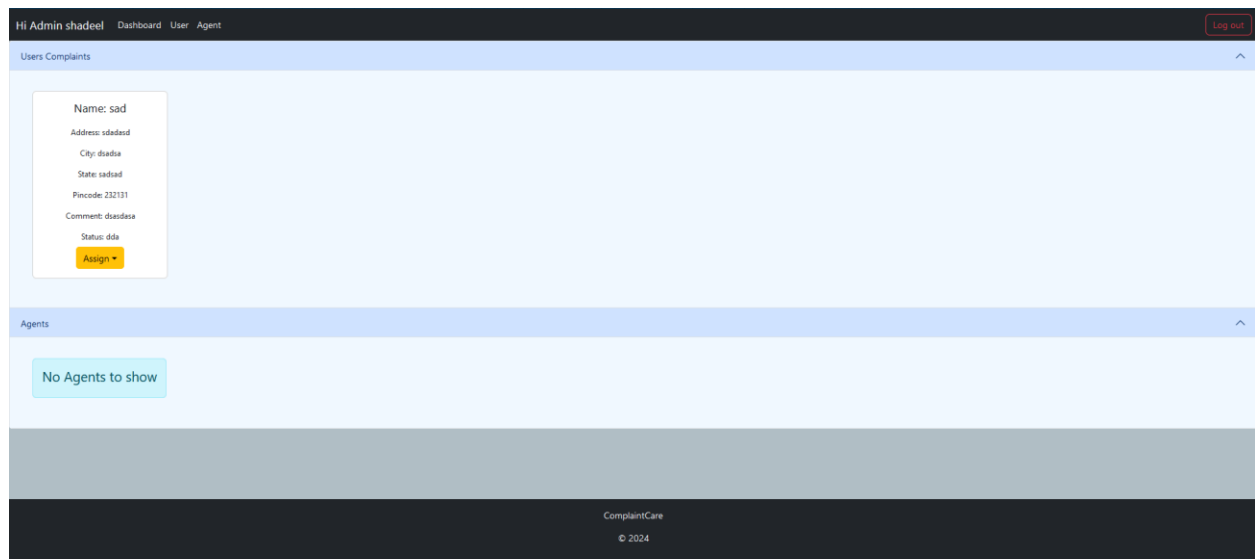 Hi Admin shadeel Dashboard User Agent Log out
Users Complaints
Name: sad
Address: sdadasd
City: dsadsa
State: sadsad
Pincode: 232131
Comment: dsasdasa
Status: dda
Assign
Agents
No Agents to show
ComplaintCare
© 2024